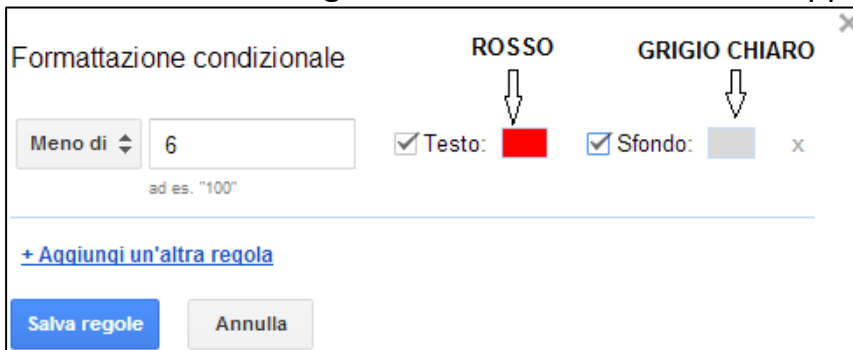 Formattazione condizionale ROSSO GRIGIO CHIARO
Meno di 6 Testo: Sfondo: x
ad es. "100"
+ Aggiungi un'altra regola
Salva regole Annulla